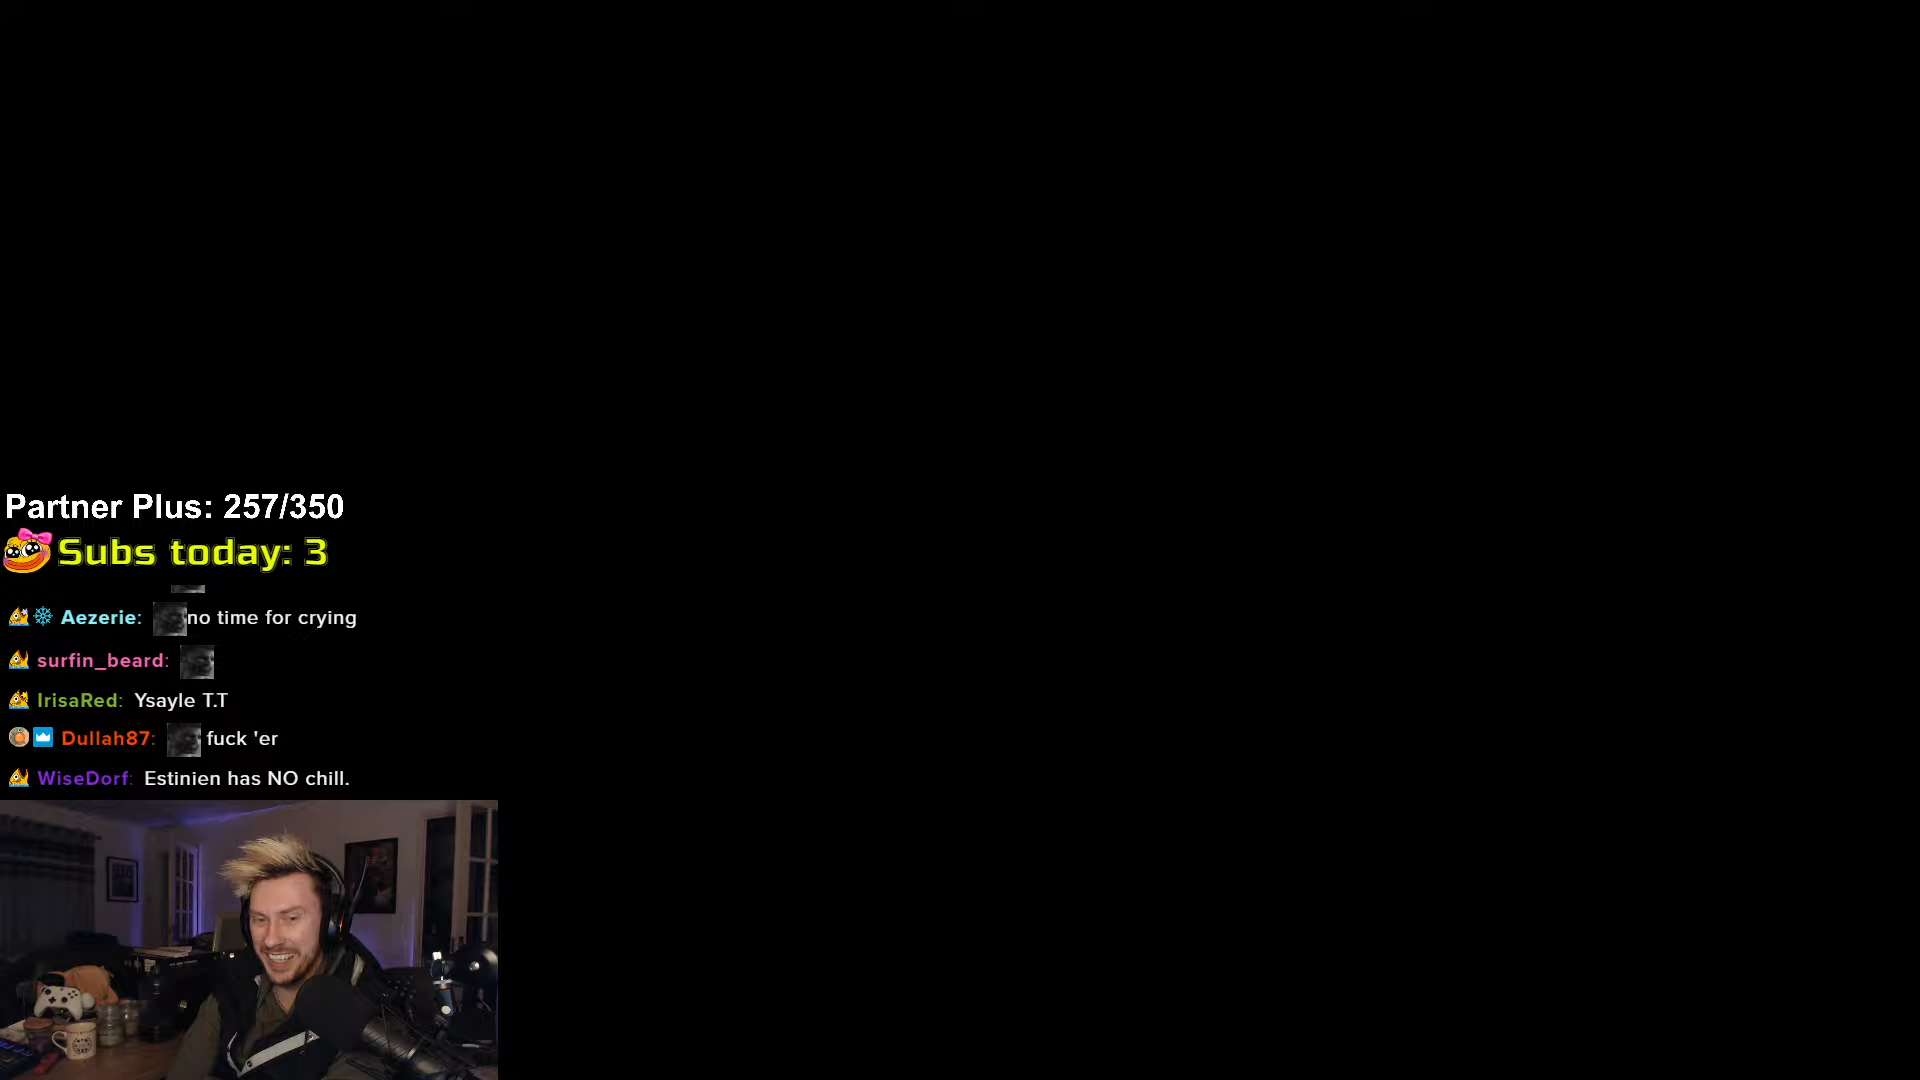 Partner Plus: 257/350
Subs today: 3
Aezerie: no time for crying
surfin_beard:
IrisaRed: Ysayle T.T
Dullah87: fuck 'er
WiseDorf: Estinien has NO chill.